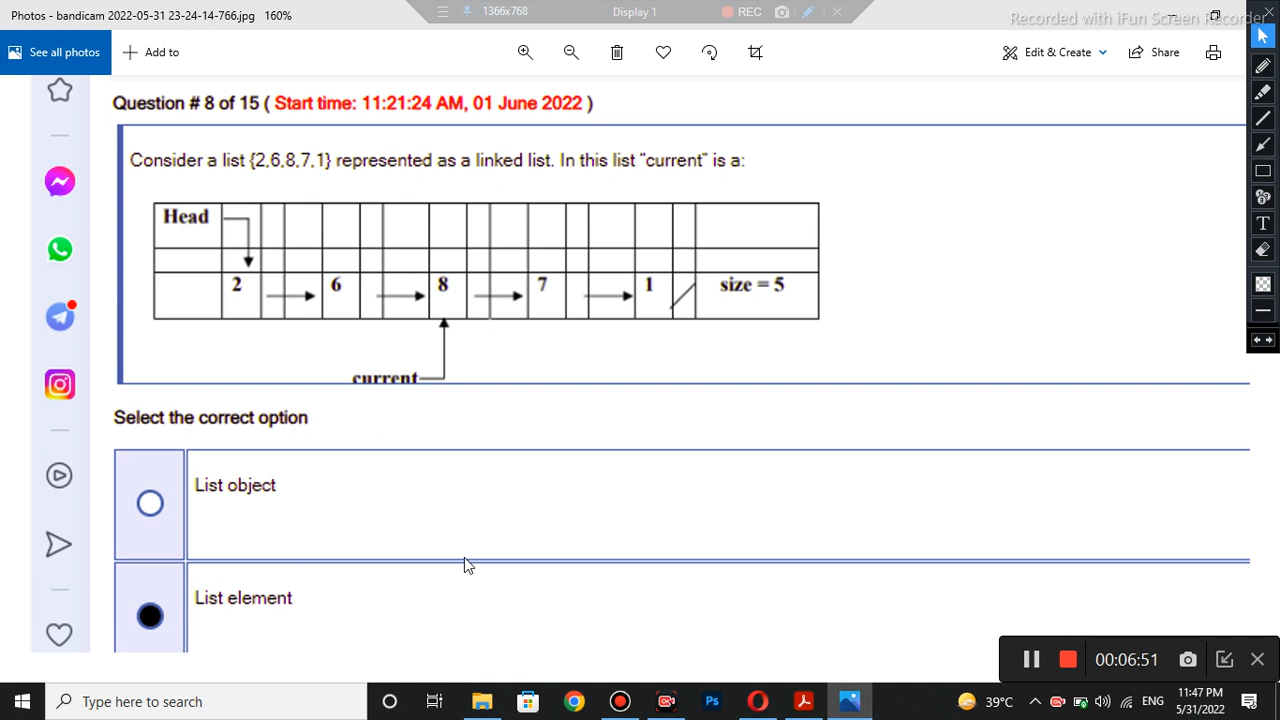 Photos - bandicam 2022-05-31 23-24-14-766.jpg 160%
1366x768
Display 1
REC
Recorded with iFun Screen Recorder
See all photos
Add to
Edit & Create
Share
Question # 8 of 15 ( Start time: 11:21:24 AM, 01 June 2022 )
Consider a list {2,6,8,7,1} represented as a linked list. In this list "current" is a:
Head
2 6 8 7 1 size = 5
current
Select the correct option
List object
List element
00:06:51
Type here to search
Ps
39°C
ENG
11:47 PM
5/31/2022
T